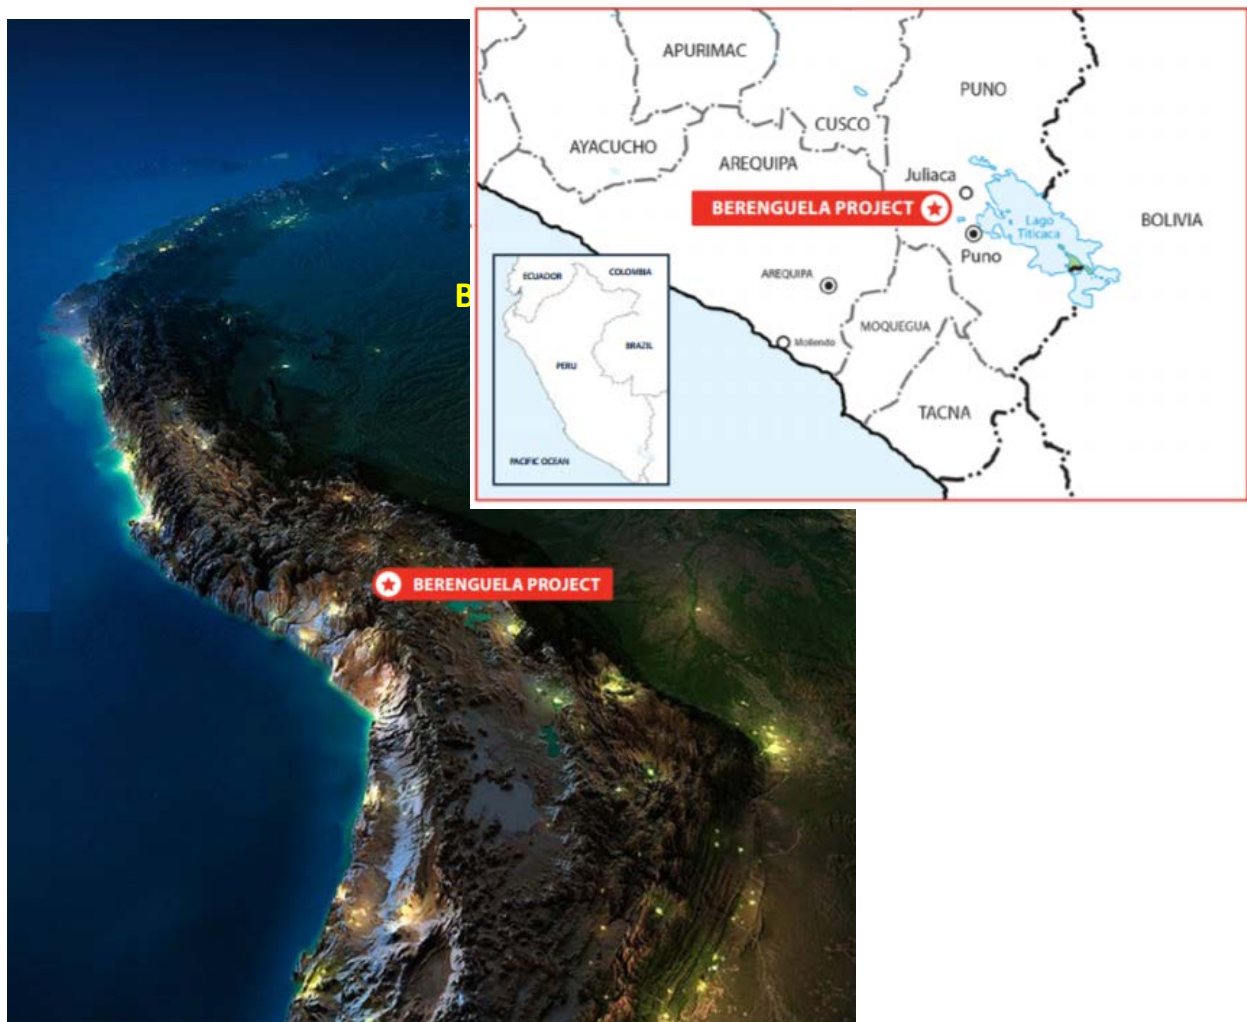 APURIMAC
PUNO
CUSCO
AYACUCHO
AREQUIPA
Juliaca
BERENGUELA PROJECT
Lago
Titicaca
BOLIVIA
Puno
AREQUIPA
MOQUEGUA
Mollendo
TACNA
ECUADOR
COLOMBIA
BRAZIL
PERU
PACIFIC OCEAN
B
BERENGUELA PROJECT